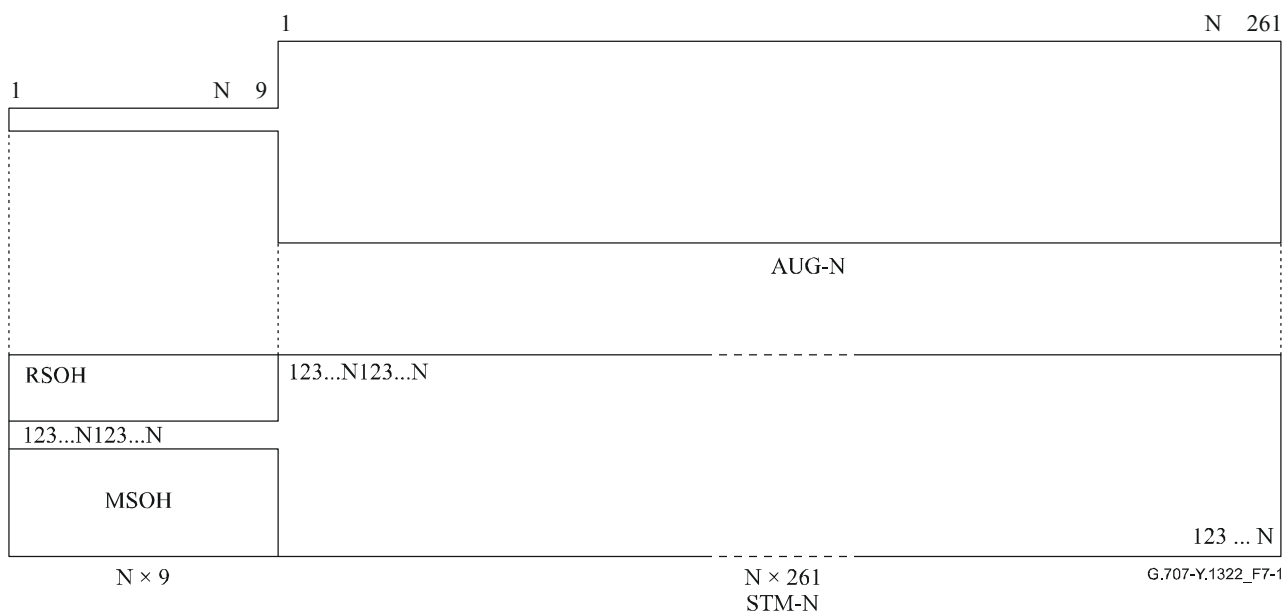 1 N 261
1 N 9
AUG-N
RSOH
123...N123...N
123...N123...N
MSOH
123 ... N
N × 9
N × 261
G.707-Y.1322_F7-1
STM-N